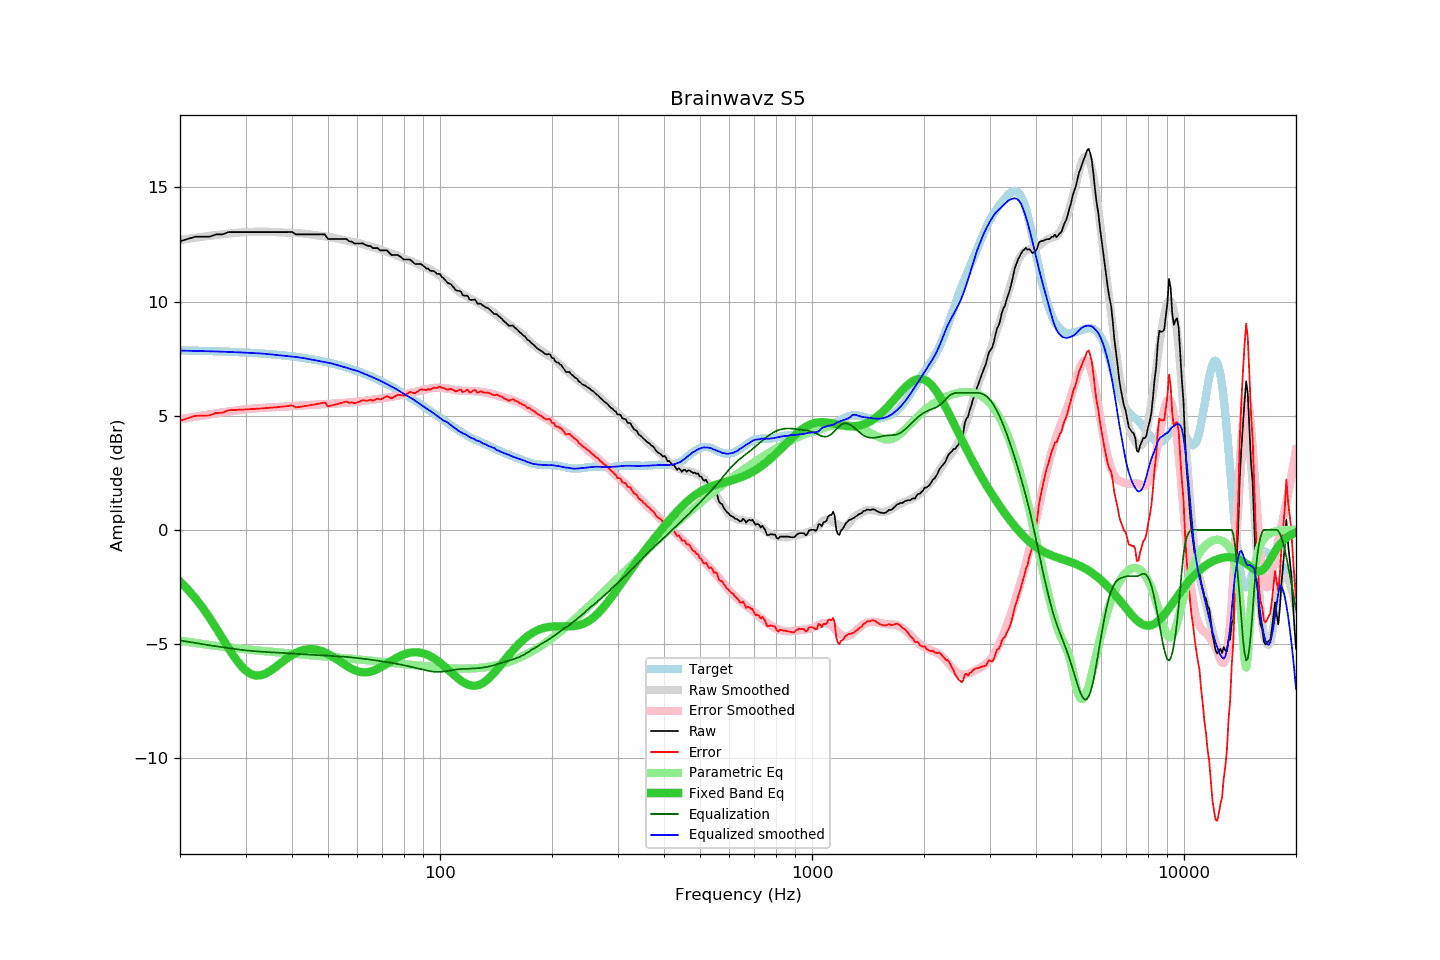 Brainwavz S5
Amplitude (dBr)
15
10
5
0
−5
−10
100
1000
10000
Frequency (Hz)
Target
Raw Smoothed
Error Smoothed
Raw
Error
Parametric Eq
Fixed Band Eq
Equalization
Equalized smoothed